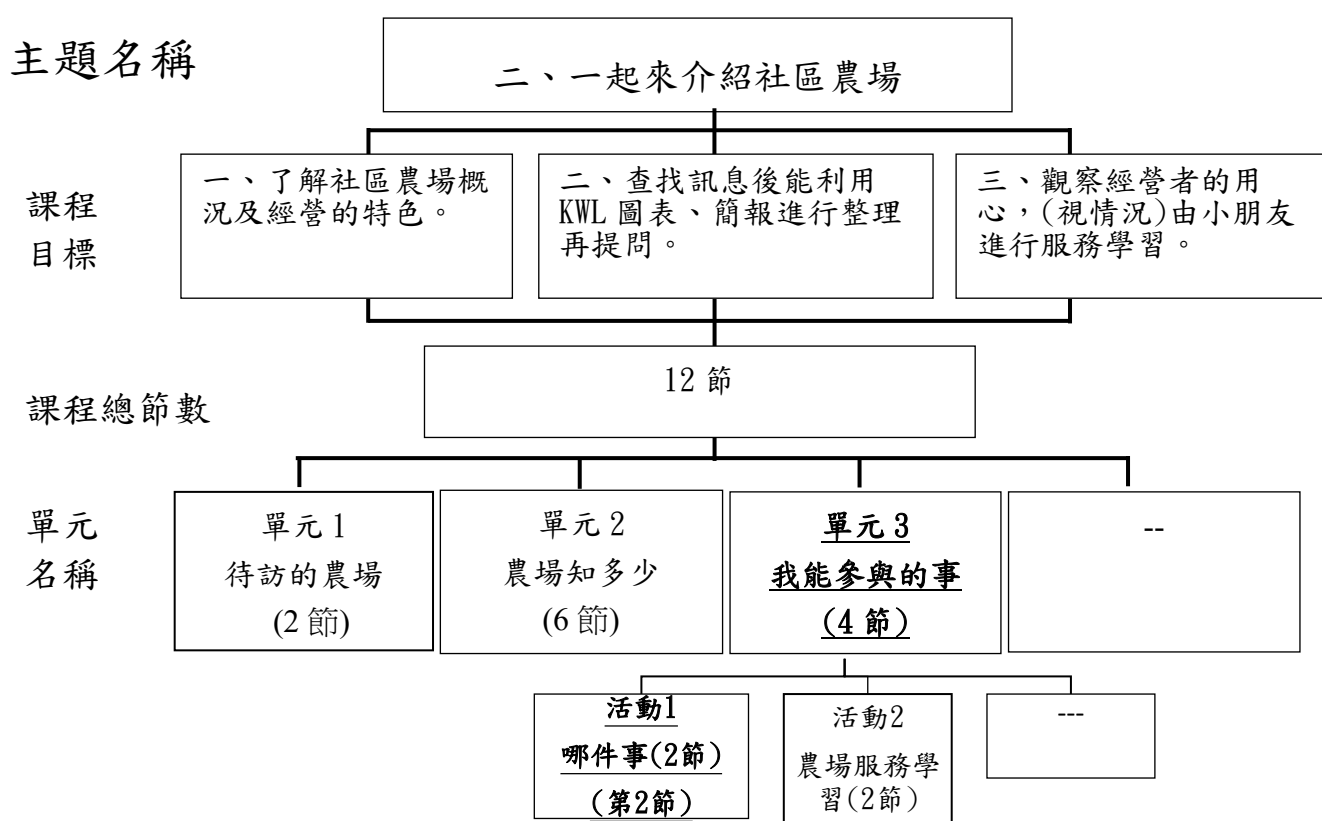 主題名稱
二、一起來介紹社區農場
課程
目標
一、了解社區農場概
況及經營的特色。
二、查找訊息後能利用
KWL 圖表、簡報進行整理
再提問。
三、觀察經營者的用
心，(視情況)由小朋友
進行服務學習。
課程總節數
12 節
單元
名稱
單元 1
待訪的農場
(2 節)
單元 2
農場知多少
(6 節)
單元 3
我能參與的事
(4 節)
--
活動1
哪件事(2節)
(第2節)
活動2
農場服務學
習(2節)
---